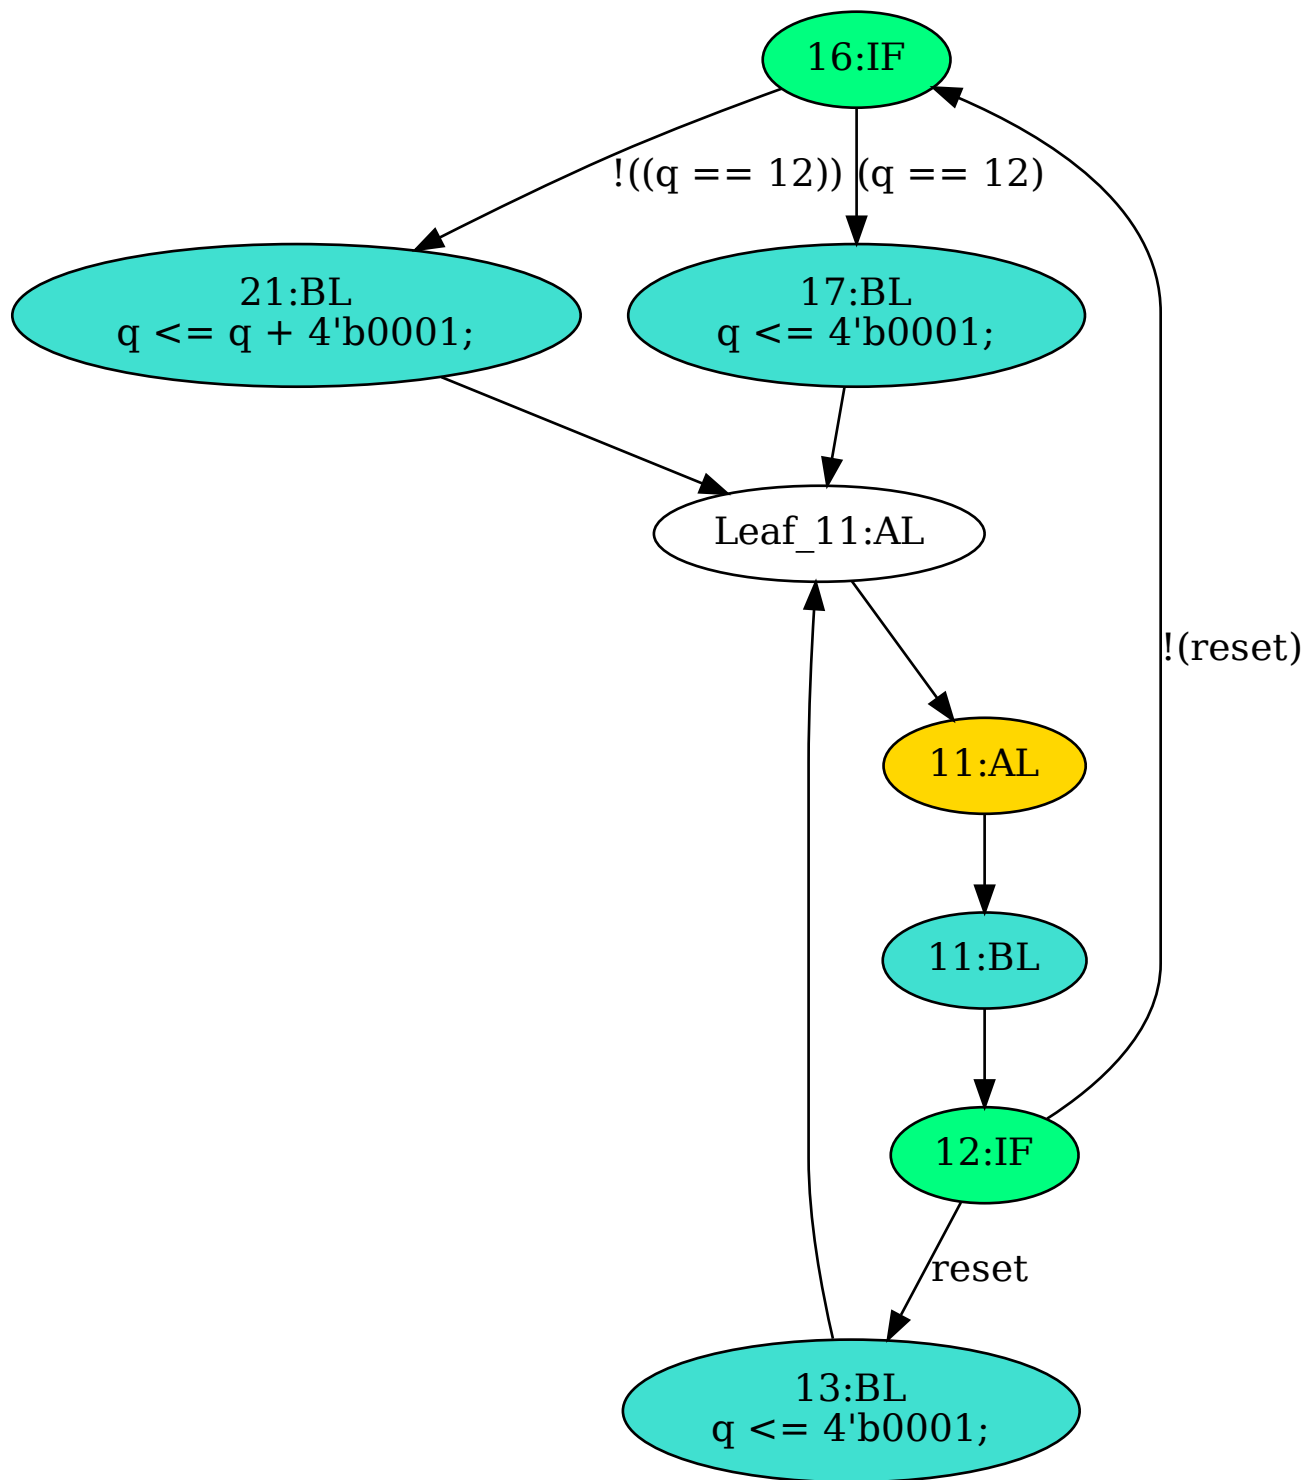 16:IF
!((q == 12))
(q == 12)
21:BL
q <= q + 4'b0001;
17:BL
q <= 4'b0001;
Leaf_11:AL
!(reset)
11:AL
11:BL
12:IF
reset
13:BL
q <= 4'b0001;